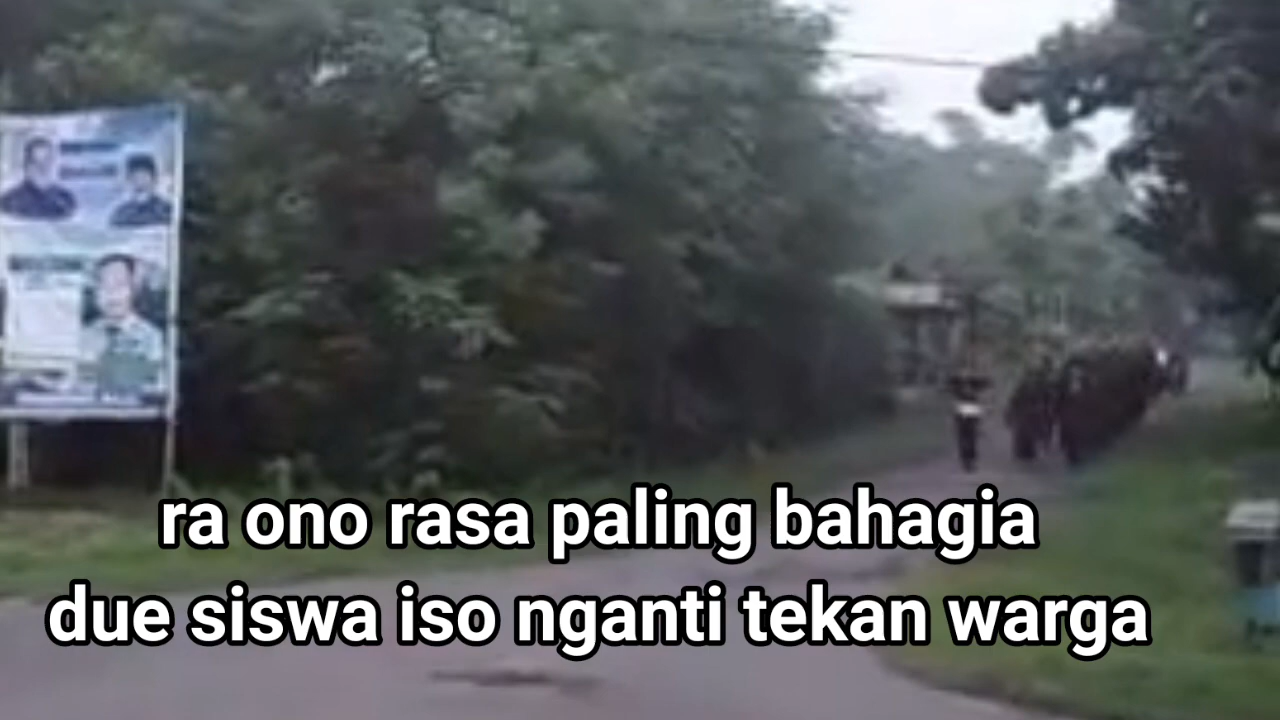 ra ono rasa paling bahagia
due siswa iso nganti tekan warga